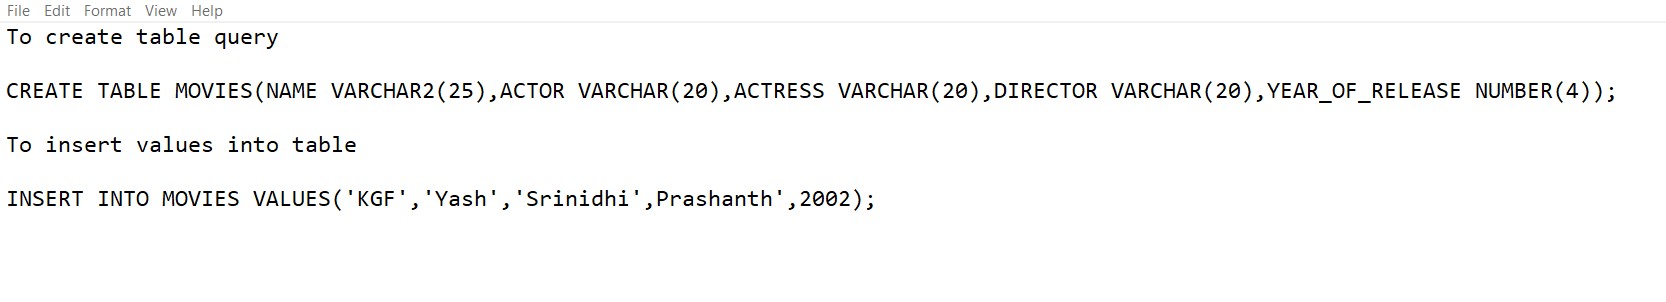 File Edit Format View Help
To create table query
CREATE TABLE MOVIES(NAME VARCHAR2(25),ACTOR VARCHAR(20),ACTRESS VARCHAR(20),DIRECTOR VARCHAR(20),YEAR_OF_RELEASE NUMBER(4));
To insert values into table
INSERT INTO MOVIES VALUES('KGF','Yash','Srinidhi',Prashanth',2002);